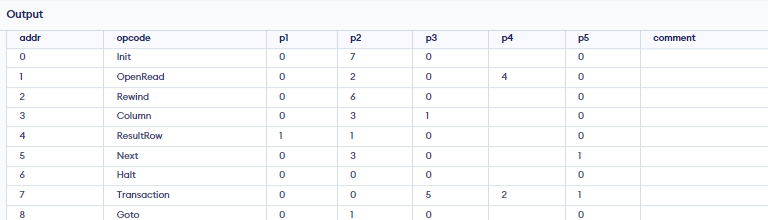 Output
addr opcode p1 p2 p3 p4 p5 comment
0 Init 0 7 0 0
1 OpenRead 0 2 0 4 0
2 Rewind 0 6 0 0
3 Column 0 3 1 0
4 ResultRow 1 1 0 0
5 Next 0 3 0 1
6 Halt 0 0 0 0
7 Transaction 0 0 5 2 1
8 Goto 0 1 0 0